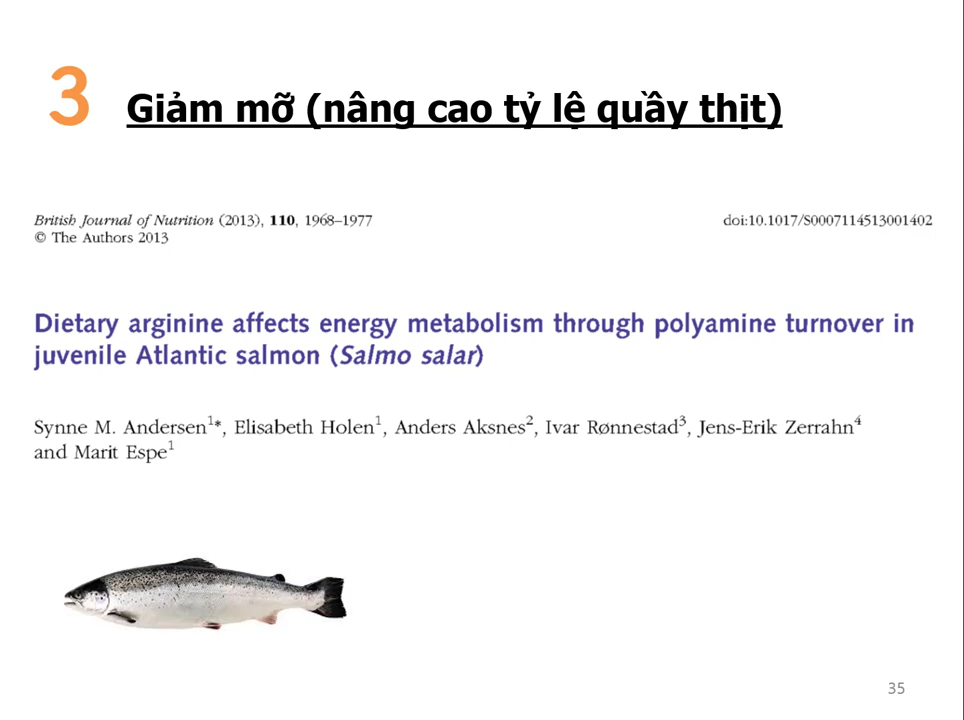 3 Giảm mỡ (nâng cao tỷ lệ quầy thịt)
British Journal of Nutrition (2013), 110, 1968–1977 doi:10.1017/S0007114513001402
© The Authors 2013
Dietary arginine affects energy metabolism through polyamine turnover in
juvenile Atlantic salmon (Salmo salar)
Synne M. Andersen1*, Elisabeth Holen1, Anders Aksnes2, Ivar Rønnestad3, Jens-Erik Zerrahn4
and Marit Espe1
35